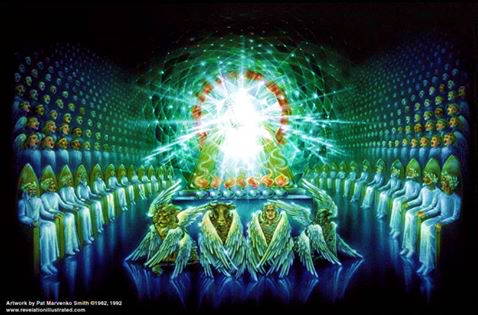 Artwork by Pat Marvenko Smith ©1982, 1992
www.revelationillustrated.com